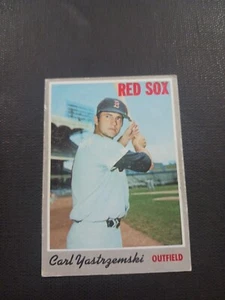 RED SOX
B
Carl Yastrzemski OUTFIELD